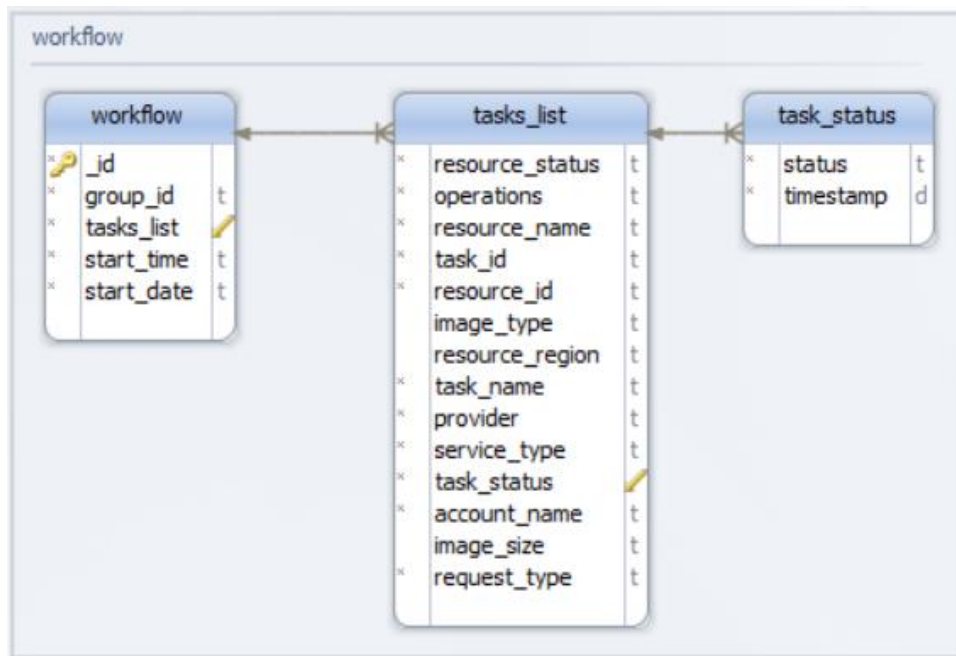 workflow
workflow
_id
group_id t
tasks_list
start_time t
start_date t
tasks_list
resource_status t
operations t
resource_name t
task_id t
resource_id t
image_type t
resource_region t
task_name t
provider t
service_type t
task_status
account_name t
image_size t
request_type t
task_status
status t
timestamp d